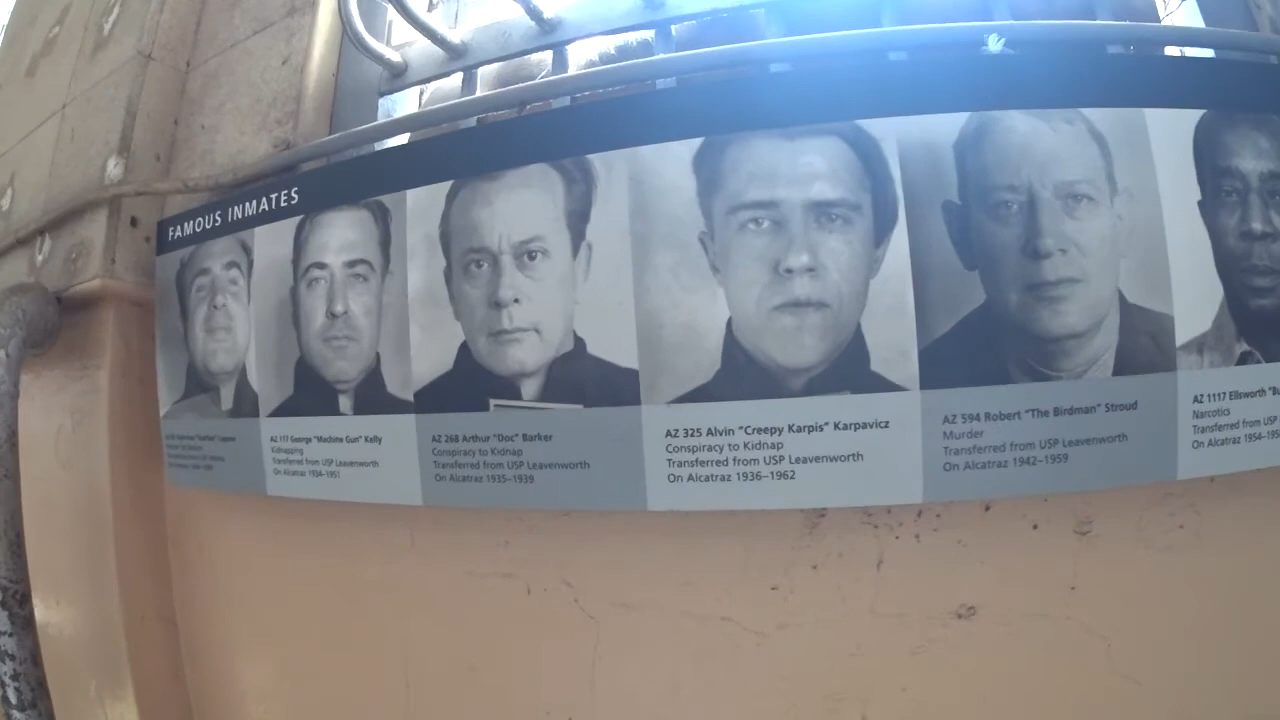 FAMOUS INMATES
AZ 117 George "Machine Gun" Kelly
Kidnapping
Transferred from USP Leavenworth
On Alcatraz 1934–1951
AZ 268 Arthur "Doc" Barker
Conspiracy to Kidnap
Transferred from USP Leavenworth
On Alcatraz 1935–1939
AZ 325 Alvin "Creepy Karpis" Karpavicz
Conspiracy to Kidnap
Transferred from USP Leavenworth
On Alcatraz 1936–1962
AZ 594 Robert "The Birdman" Stroud
Murder
Transferred from USP Leavenworth
On Alcatraz 1942–1959
AZ 1117 Ellsworth
Narcotics
Transferred from USP
On Alcatraz